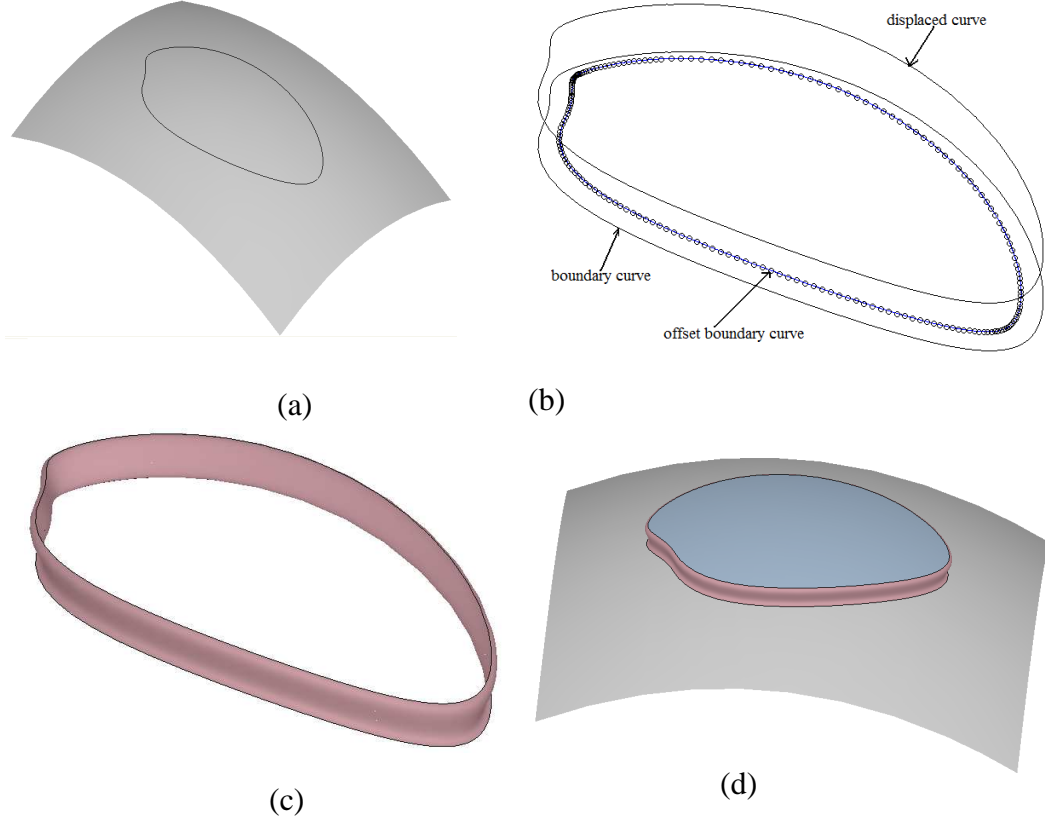 displaced curve
boundary curve
offset boundary curve
(a)
(b)
(c)
(d)